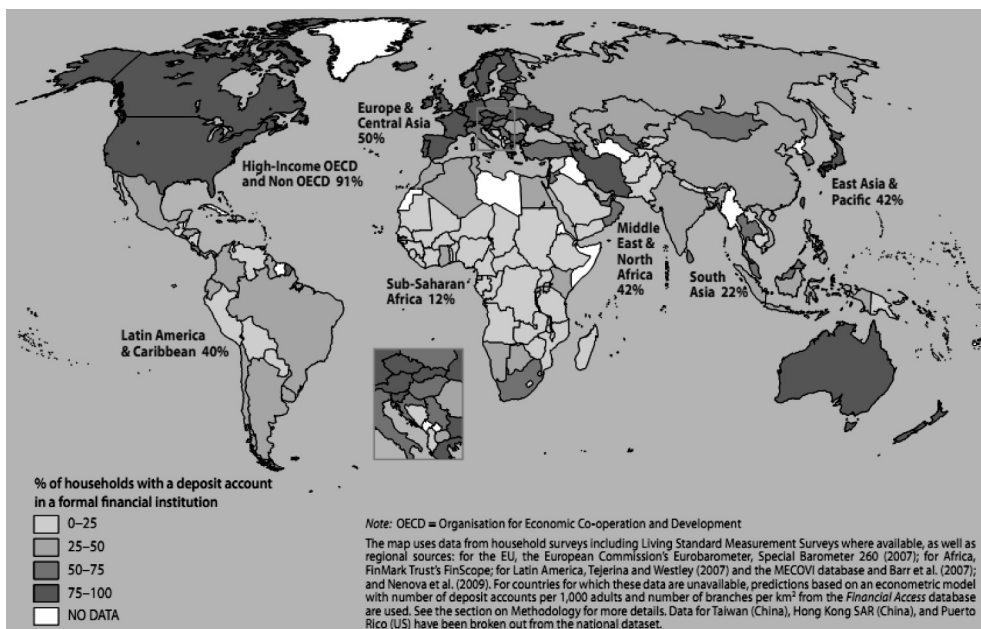 Europe &
Central Asia
50%
High-Income OECD
and Non OECD 91%
East Asia &
Pacific 42%
Middle
East &
North
Africa
42%
Sub-Saharan
Africa 12%
South
Asia 22%
Latin America
& Caribbean 40%
% of households with a deposit account
in a formal financial institution
0–25
25–50
50–75
75–100
NO DATA
Note: OECD = Organisation for Economic Co-operation and Development
The map uses data from household surveys including Living Standard Measurement Surveys where available, as well as
regional sources: for the EU, the European Commission's Eurobarometer, Special Barometer 260 (2007); for Africa,
FinMark Trust's FinScope; for Latin America, Tejerina and Westley (2007) and the MECOVI database and Barr et al. (2007);
and Nenova et al. (2009). For countries for which these data are unavailable, predictions based on an econometric model
with number of deposit accounts per 1,000 adults and number of branches per km² from the Financial Access database
are used. See the section on Methodology for more details. Data for Taiwan (China), Hong Kong SAR (China), and Puerto
Rico (US) have been broken out from the national dataset.